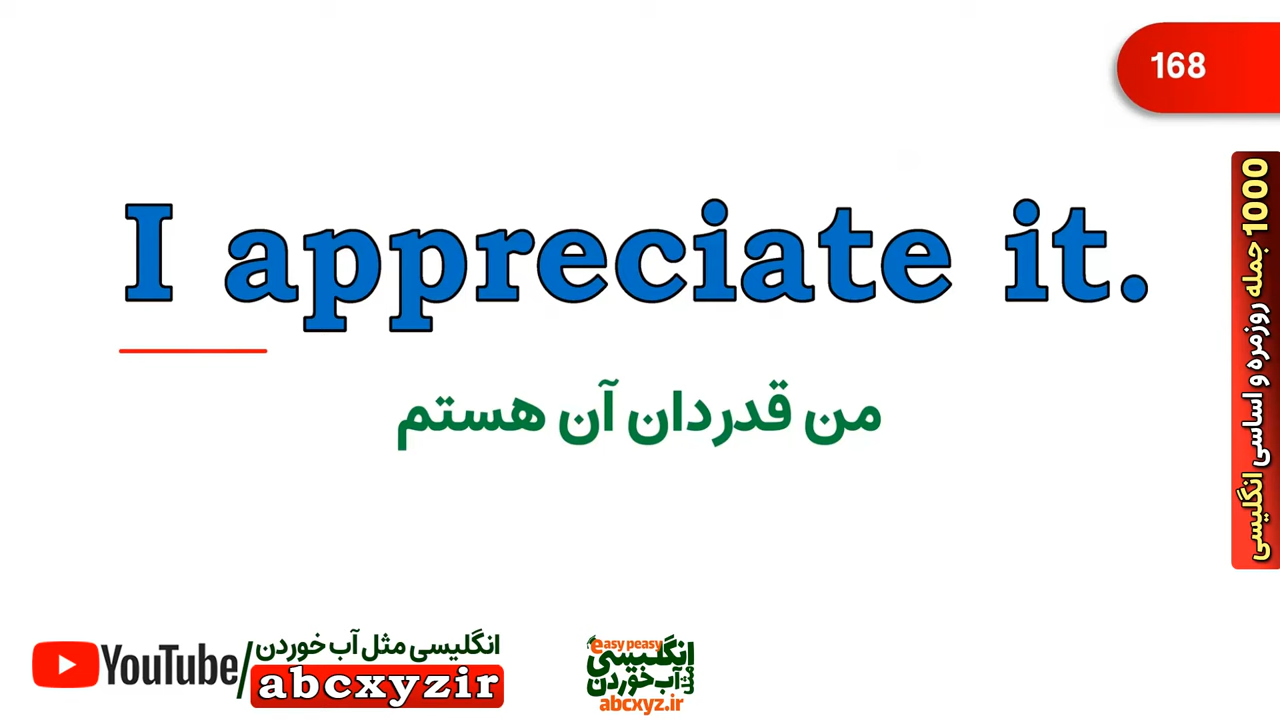 168
I appreciate it.
من قدردان آن هستم
1000 جمله روزمره و اساسی انگلیسی
YouTube/
انگلیسی مثل آب خوردن
abcxyzir
easy peasy
انگلیسی
مثل
آب خوردن
abcxyz.ir